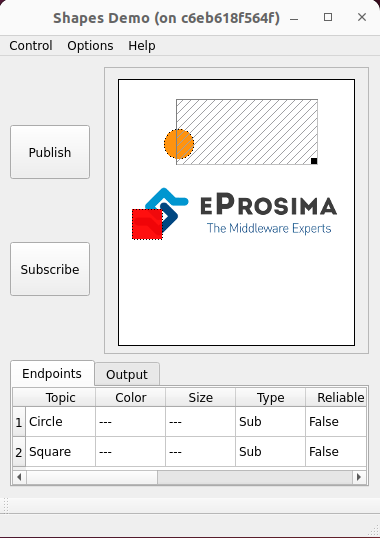 Shapes Demo (on c6eb618f564f)
Control Options Help
Publish
Subscribe
EPROSIMA
The Middleware Experts
Endpoints Output
Topic Color Size Type Reliable
1 Circle --- --- Sub False
2 Square --- --- Sub False